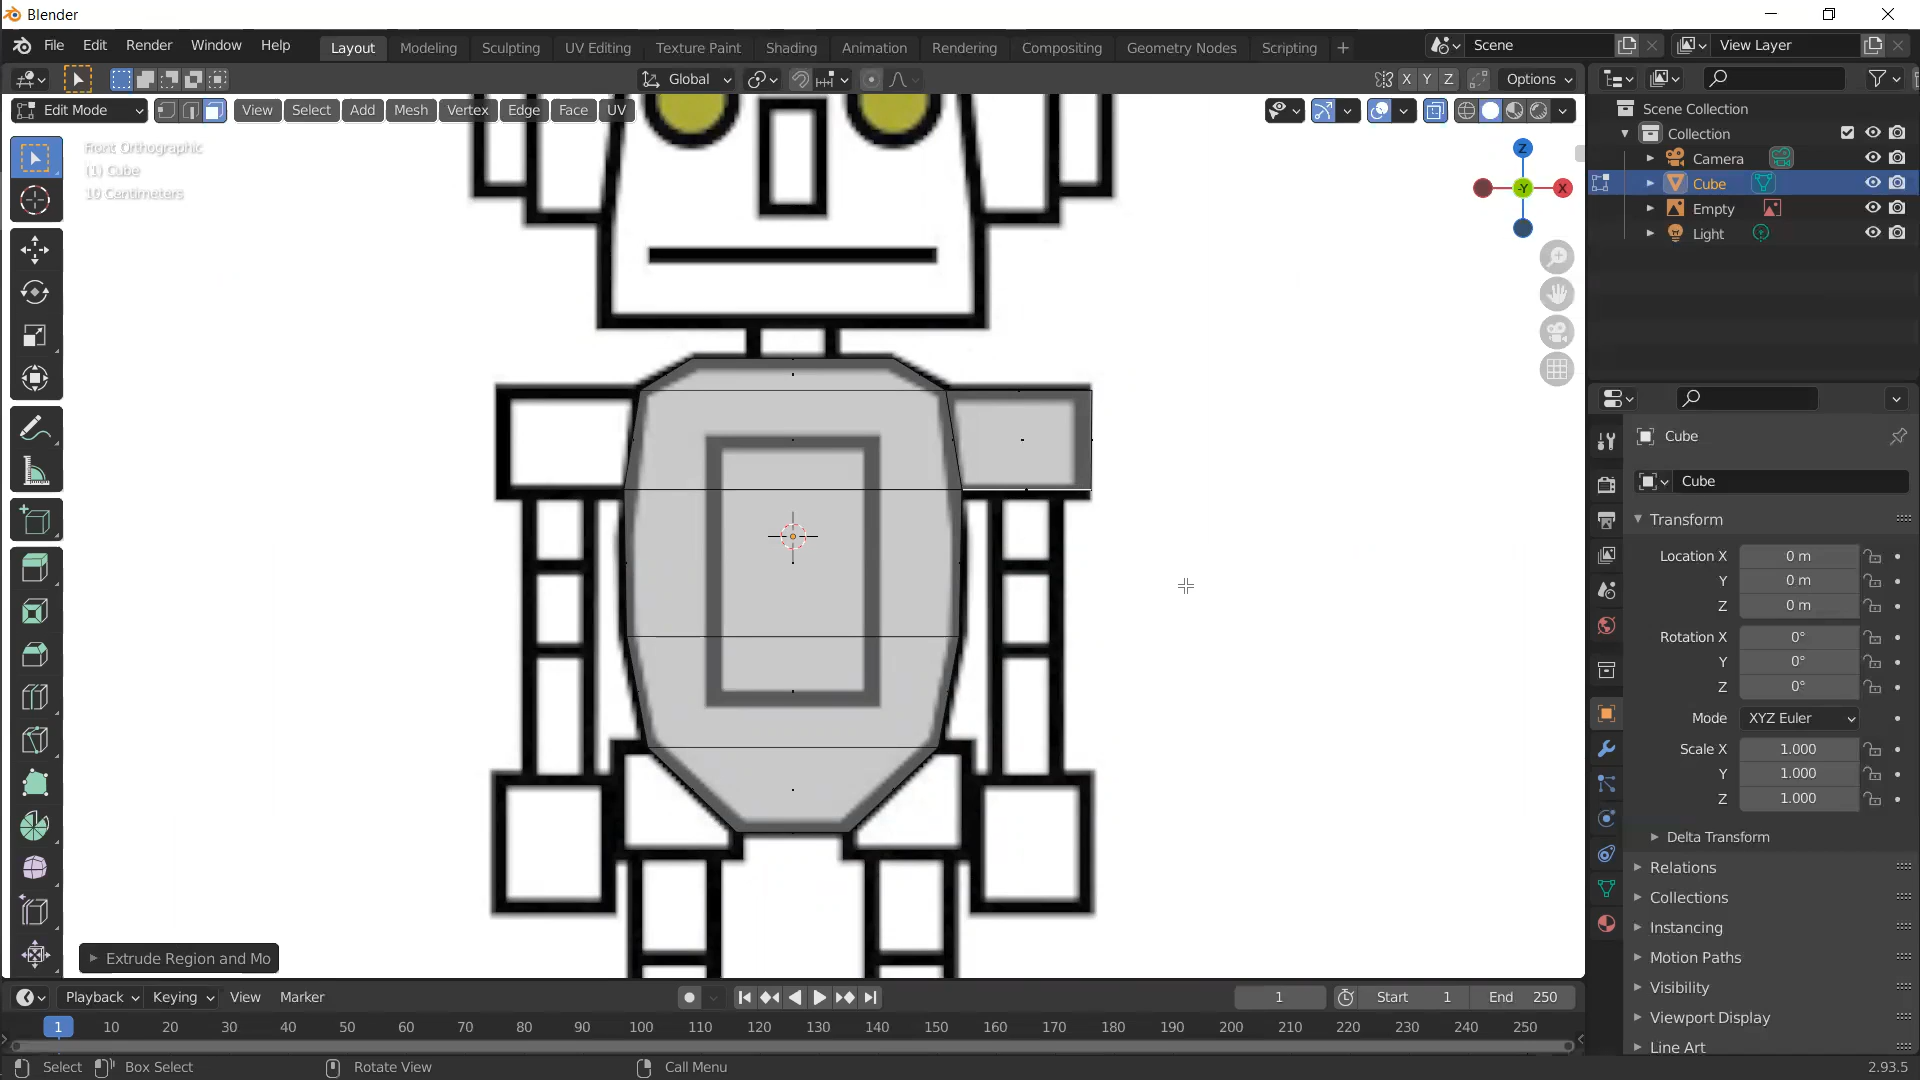 Blender
File Edit Render Window Help
Layout Modeling Sculpting UV Editing Texture Paint Shading Animation Rendering Compositing Geometry Nodes Scripting +
Scene
View Layer
Global
X Y Z
Options
Edit Mode
View Select Add Mesh Vertex Edge Face UV
Front Orthographic
(1) Cube
10 Centimeters
Z
-Y
X
Scene Collection
Collection
Camera
Cube
Empty
Light
Cube
Cube
Transform
Location X 0 m
Y 0 m
Z 0 m
Rotation X 0°
Y 0°
Z 0°
Mode XYZ Euler
Scale X 1.000
Y 1.000
Z 1.000
Delta Transform
Relations
Collections
Instancing
Motion Paths
Visibility
Viewport Display
Line Art
Extrude Region and Mo
Playback Keying View Marker
1
Start 1
End 250
1 10 20 30 40 50 60 70 80 90 100 110 120 130 140 150 160 170 180 190 200 210 220 230 240 250
Select Box Select Rotate View Call Menu
2.93.5